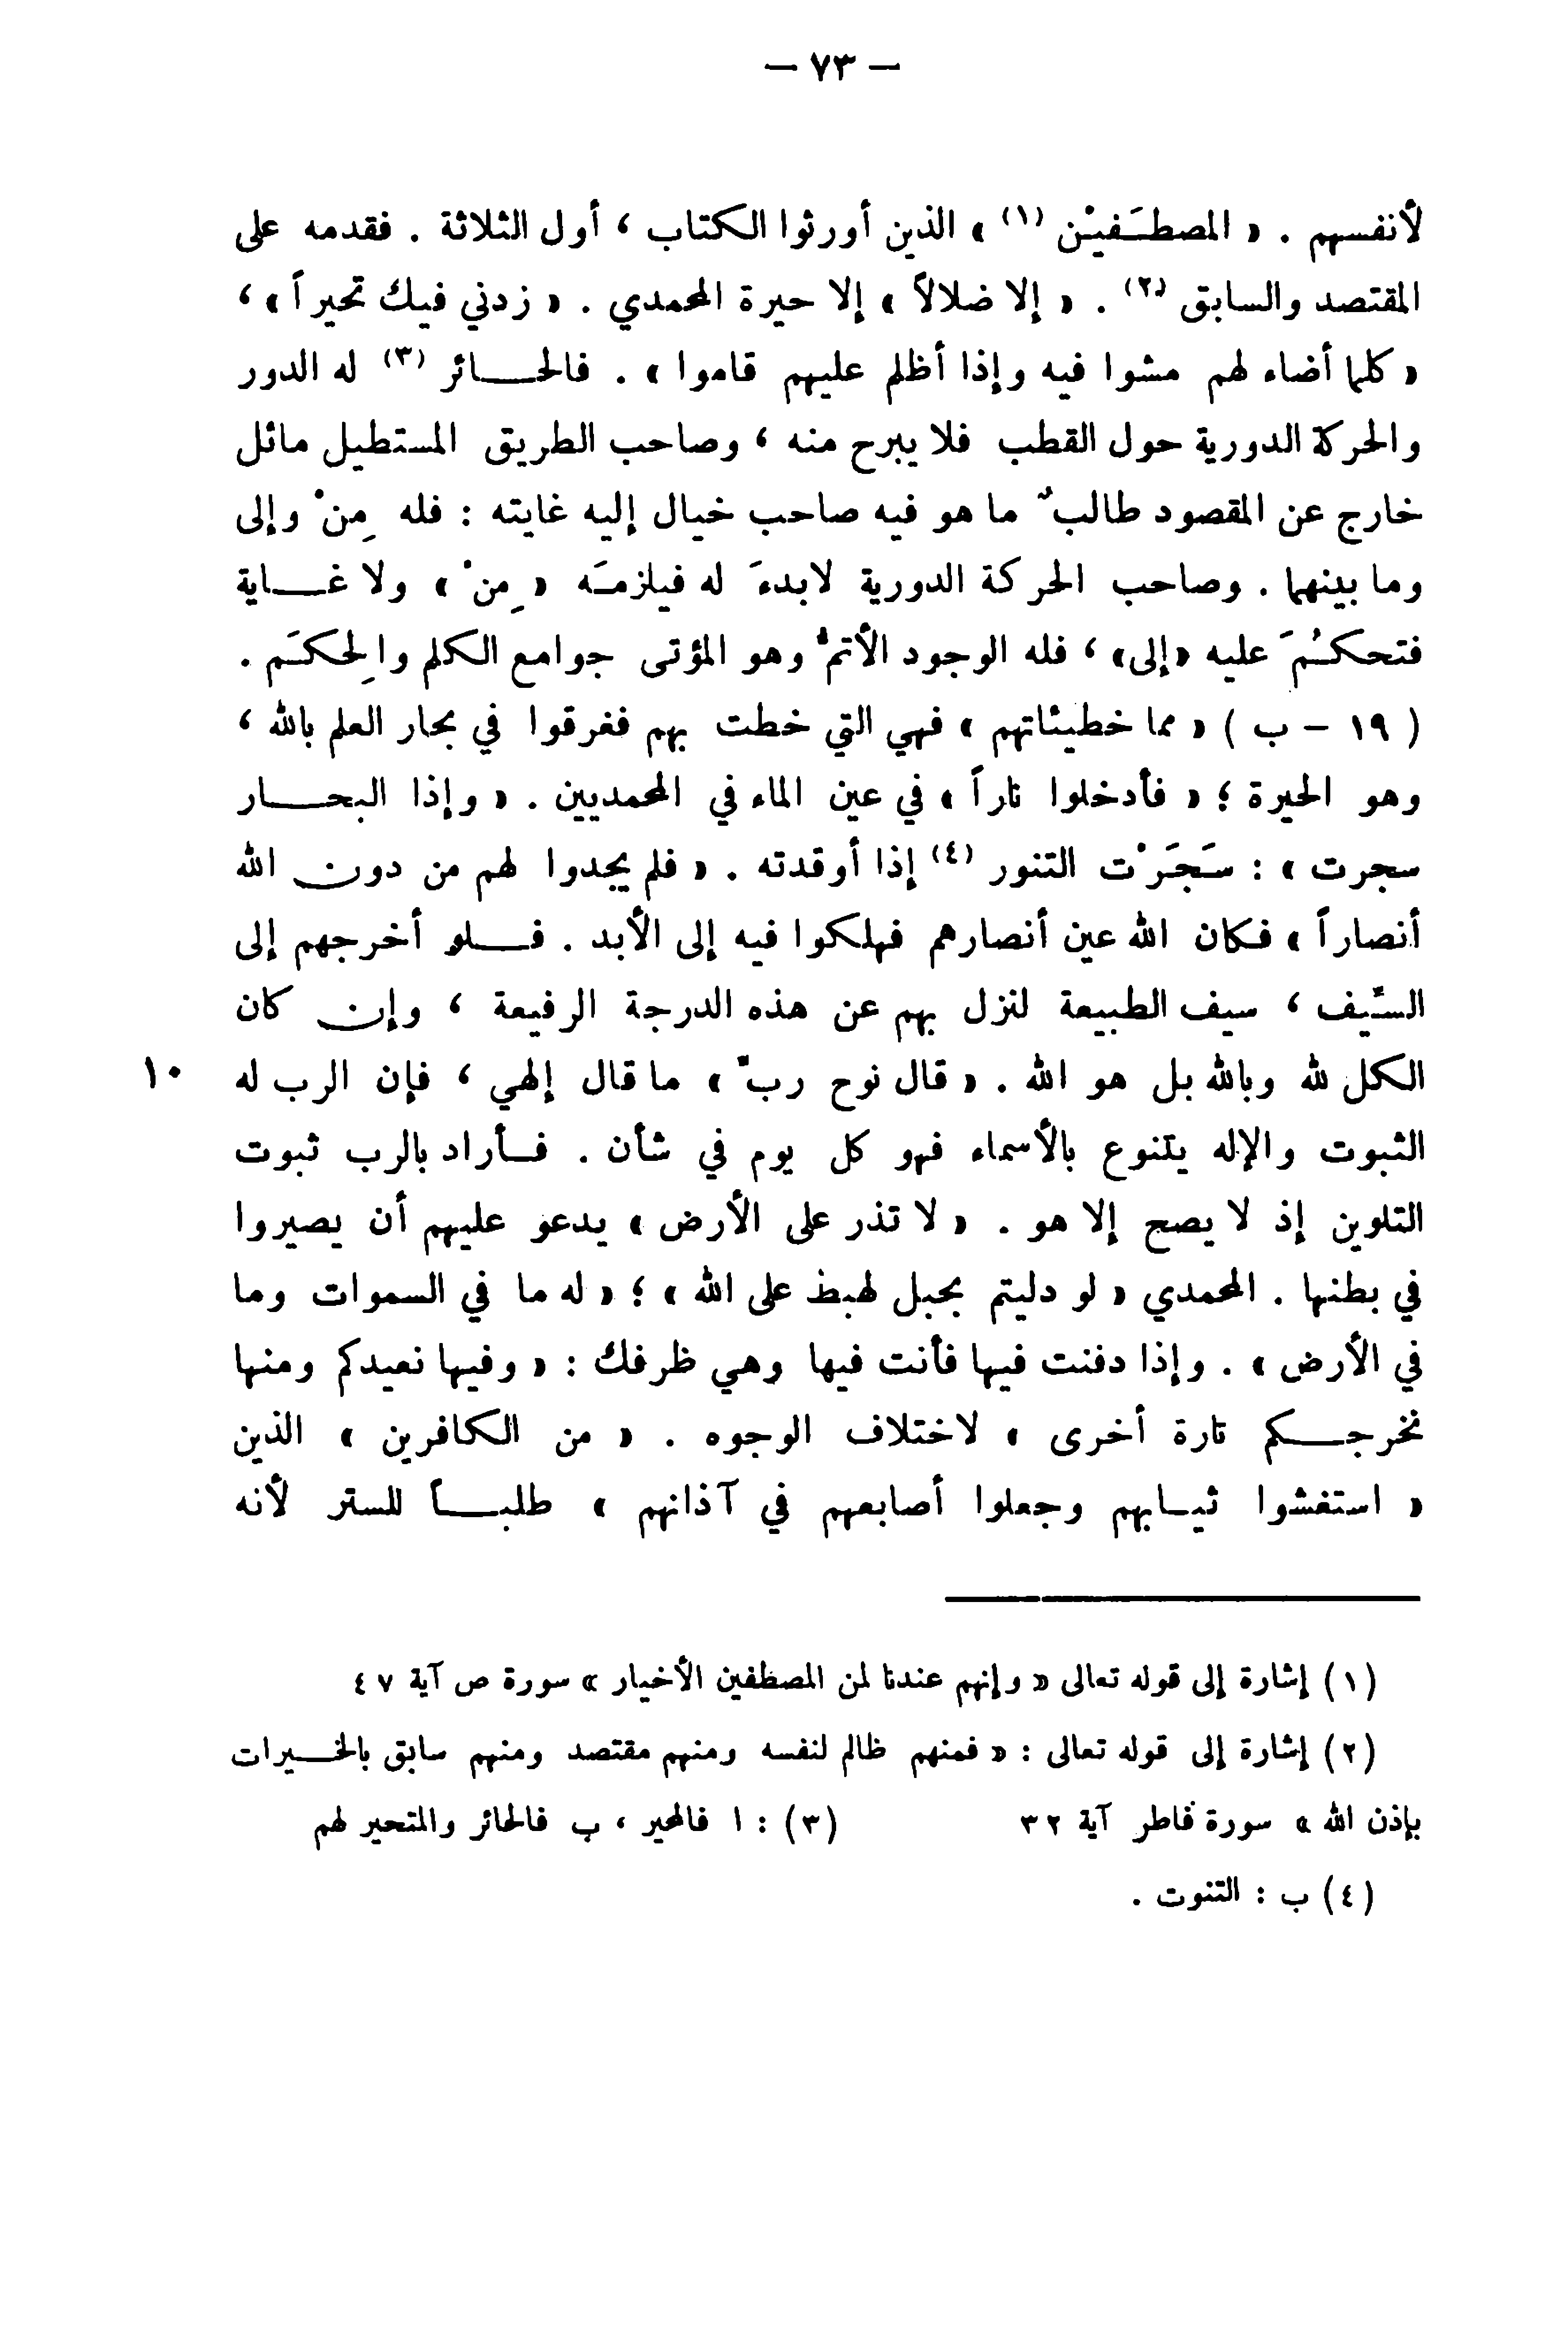 — ٧٣ —
لأنفسهم . « المصطَفيْن (١) » الذين أورثوا الكتاب ، أول الثلاثة . فقدمه على
المقتصد والسابق (٢) . « إلا ضلالاً » إلا حيرة المحمدي . « زدني فيك تحيراً » ،
« كلما أضاء لهم مشوا فيه وإذا أظلم عليهم قاموا » . فالحائر (٣) له الدور
والحركة الدورية حول القطب فلا يبرح منه ، وصاحب الطريق المستطيل مائل
خارج عن المقصود طالبٌ ما هو فيه صاحب خيال إليه غايته : فله مِنْ وإلى
وما بينهما . وصاحب الحركة الدورية لا بدءَ له فيلزمَه « مِنْ » ولا غاية
فتحكُمَ عليه «إلى» ، فله الوجود الأتمُّ وهو المؤتى جوامع الكلم والحِكَم .
( ١٩ – ب ) « مما خطيئاتهم » فهي التي خطت بهم فغرقوا في بحار العلم بالله ،
وهو الحيرة ؛ « فأدخلوا ناراً » في عين الماء في المحمديين . « وإذا البحار
سجرت » : سَجَرْت التنور (٤) إذا أوقدته . « فلم يجدوا لهم من دون الله
أنصاراً » فكان الله عين أنصارهم فهلكوا فيه إلى الأبد . فلو أخرجهم إلى
السِّيف ، سيف الطبيعة لنزل بهم عن هذه الدرجة الرفيعة ، وإن كان
الكل لله وبالله بل هو الله . « قال نوح ربِّ » ما قال إلهي ، فإن الرب له ١٠
الثبوت والإله يتنوع بالأسماء فهو كل يوم في شأن . فأراد بالرب ثبوت
التلوين إذ لا يصح إلا هو . « لا تذر على الأرض » يدعو عليهم أن يصيروا
في بطنها . المحمدي « لو دليتم بحبل لهبط على الله » ؛ « له ما في السموات وما
في الأرض » . وإذا دفنت فيها فأنت فيها وهي ظرفك : « وفيها نعيدكم ومنها
نخرجكم تارة أخرى » لاختلاف الوجوه . « من الكافرين » الذين
« استغشوا ثيابهم وجعلوا أصابعهم في آذانهم » طلباً للستر لأنه
(١) إشارة إلى قوله تعالى « وإنهم عندنا لمن المصطفين الأخيار » سورة ص آية ٤٧
(٢) إشارة إلى قوله تعالى : « فمنهم ظالم لنفسه ومنهم مقتصد ومنهم سابق بالخيرات
بإذن الله » سورة فاطر آية ٣٢ (٣) : ا فالمحير ، ب فالحائر والمتحير لهم
(٤) ب : التنوت .